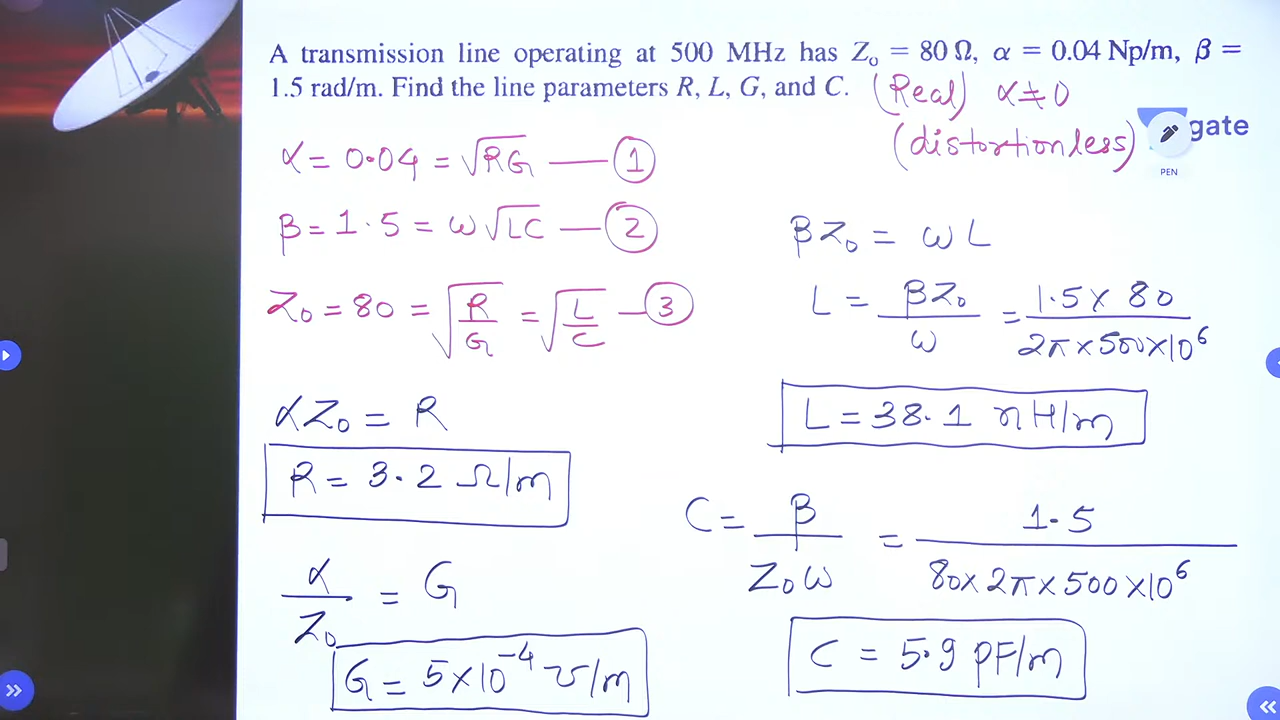 A transmission line operating at 500 MHz has Z₀ = 80 Ω, α = 0.04 Np/m, β =
1.5 rad/m. Find the line parameters R, L, G, and C. (Real) α ≠ 0
(distortionless)
gate
PEN
α = 0.04 = √RG — ①
β = 1.5 = ω√LC — ②
Z₀ = 80 = √(R/G) = √(L/C) — ③
αZ₀ = R
R = 3.2 Ω/m
α/Z₀ = G
G = 5×10⁻⁴ ℧/m
βZ₀ = ωL
L = βZ₀/ω = 1.5 × 80/2π×500×10⁶
L = 38.1 nH/m
C = β/Z₀ω = 1.5/80×2π×500×10⁶
C = 5.9 pF/m